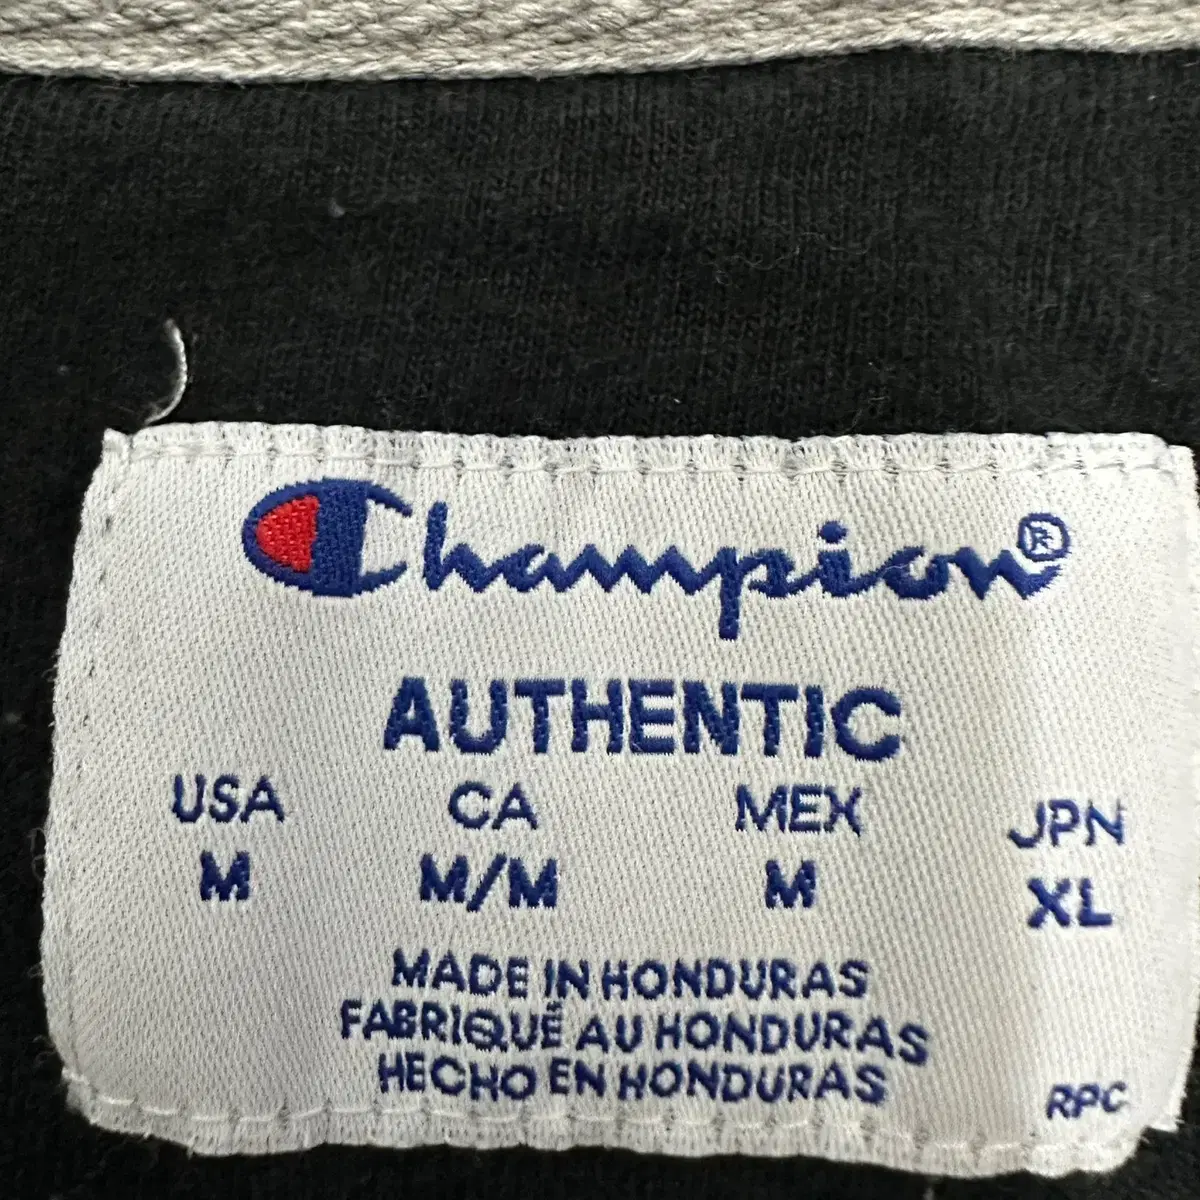 Champion®
AUTHENTIC
USA CA MEX JPN
M M/M M XL
MADE IN HONDURAS
FABRIQUÉ AU HONDURAS
HECHO EN HONDURAS
RPC